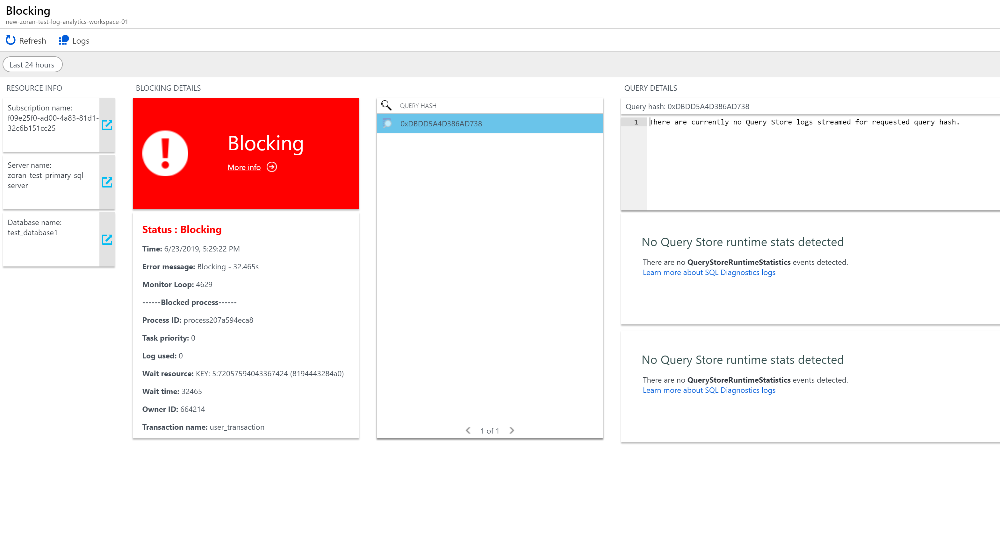 Blocking
new-zoran-test-log-analytics-workspace-01
Refresh
Logs
Last 24 hours
RESOURCE INFO
Subscription name:
f09e25f0-ad00-4a83-81d1-
32c6b151cc25
Server name:
zoran-test-primary-sql-
server
Database name:
test_database1
BLOCKING DETAILS
Blocking
More info
Status : Blocking
Time: 6/23/2019, 5:29:22 PM
Error message: Blocking - 32.465s
Monitor Loop: 4629
------Blocked process------
Process ID: process207a594eca8
Task priority: 0
Log used: 0
Wait resource: KEY: 5:72057594043367424 (8194443284a0)
Wait time: 32465
Owner ID: 664214
Transaction name: user_transaction
QUERY HASH
0xDBDD5A4D386AD738
1 of 1
QUERY DETAILS
Query hash: 0xDBDD5A4D386AD738
1 There are currently no Query Store logs streamed for requested query hash.
No Query Store runtime stats detected
There are no QueryStoreRuntimeStatistics events detected.
Learn more about SQL Diagnostics logs
No Query Store runtime stats detected
There are no QueryStoreRuntimeStatistics events detected.
Learn more about SQL Diagnostics logs